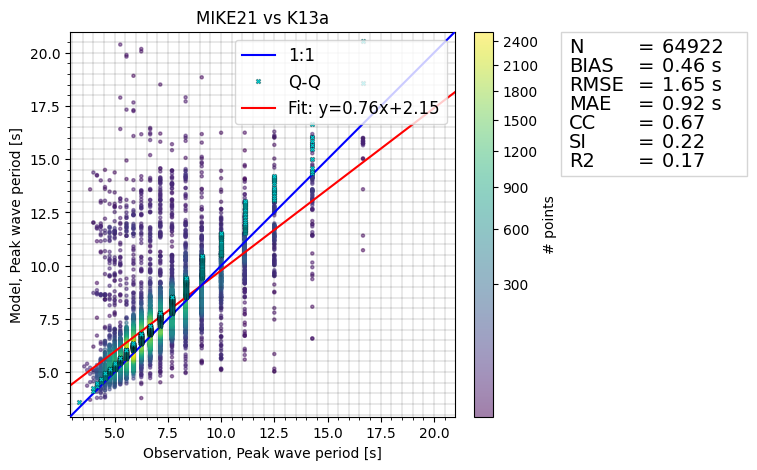 MIKE21 vs K13a
20.0
17.5
15.0
12.5
10.0
7.5
5.0
Model, Peak wave period [s]
5.0 7.5 10.0 12.5 15.0 17.5 20.0
Observation, Peak wave period [s]
1:1
Q-Q
Fit: y=0.76x+2.15
2400
2100
1800
1500
1200
900
600
300
# points
N = 64922
BIAS = 0.46 s
RMSE = 1.65 s
MAE = 0.92 s
CC = 0.67
SI = 0.22
R2 = 0.17